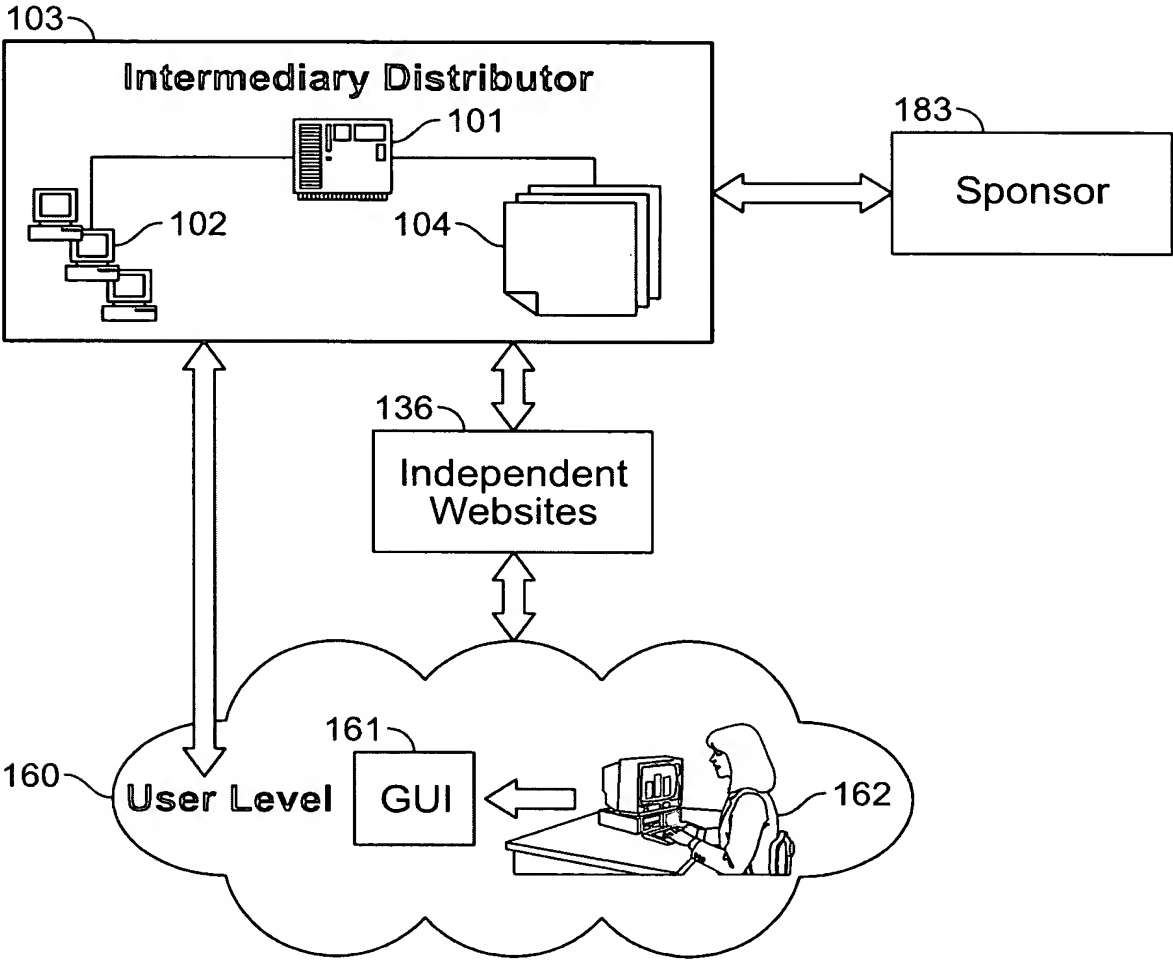 103
Intermediary Distributor
101
102
104
183
Sponsor
136
Independent
Websites
160
User Level
161
GUI
162